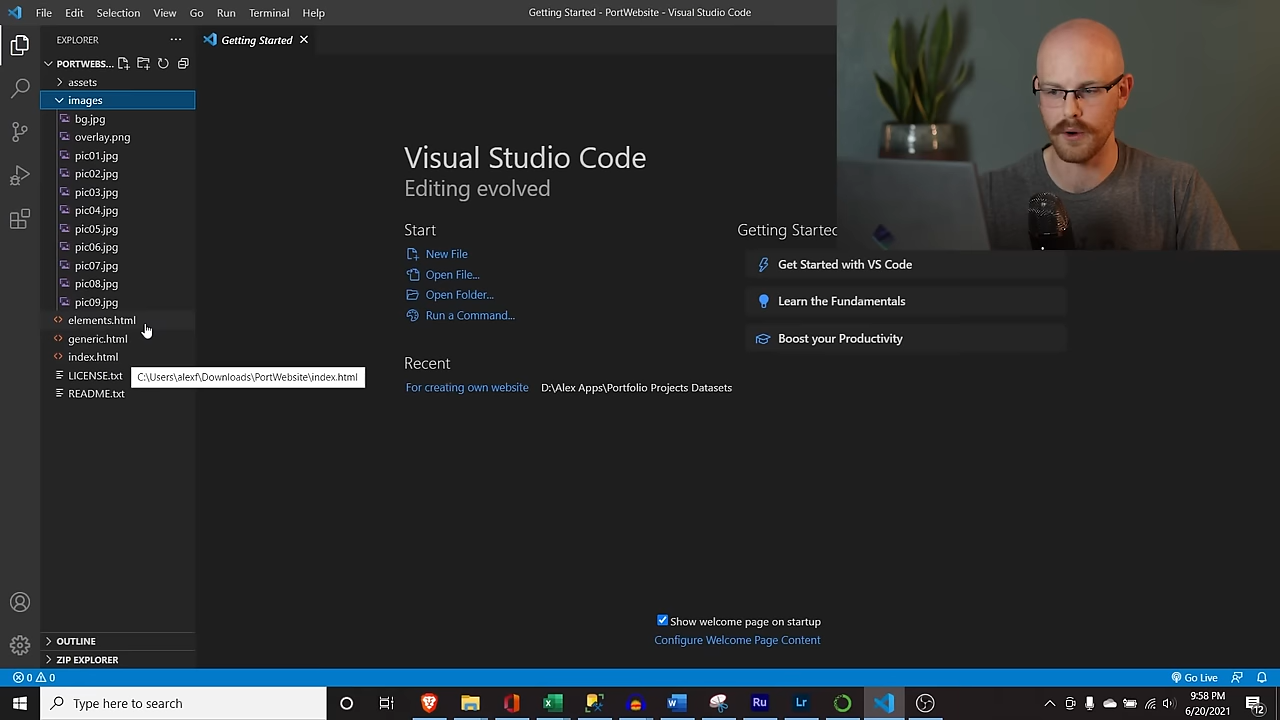 File Edit Selection View Go Run Terminal Help
Getting Started - PortWebsite - Visual Studio Code
EXPLORER
···
Getting Started
PORTWEBS...
assets
images
bg.jpg
overlay.png
pic01.jpg
pic02.jpg
pic03.jpg
pic04.jpg
pic05.jpg
pic06.jpg
pic07.jpg
pic08.jpg
pic09.jpg
elements.html
generic.html
index.html
LICENSE.txt
C:\Users\alexf\Downloads\PortWebsite\index.html
README.txt
Visual Studio Code
Editing evolved
Start
New File
Open File...
Open Folder...
Run a Command...
Recent
For creating own website D:\Alex Apps\Portfolio Projects Datasets
Getting Started
Get Started with VS Code
Learn the Fundamentals
Boost your Productivity
Show welcome page on startup
Configure Welcome Page Content
OUTLINE
ZIP EXPLORER
0 0
Go Live
Type here to search
Ru
Lr
9:58 PM
6/20/2021
12